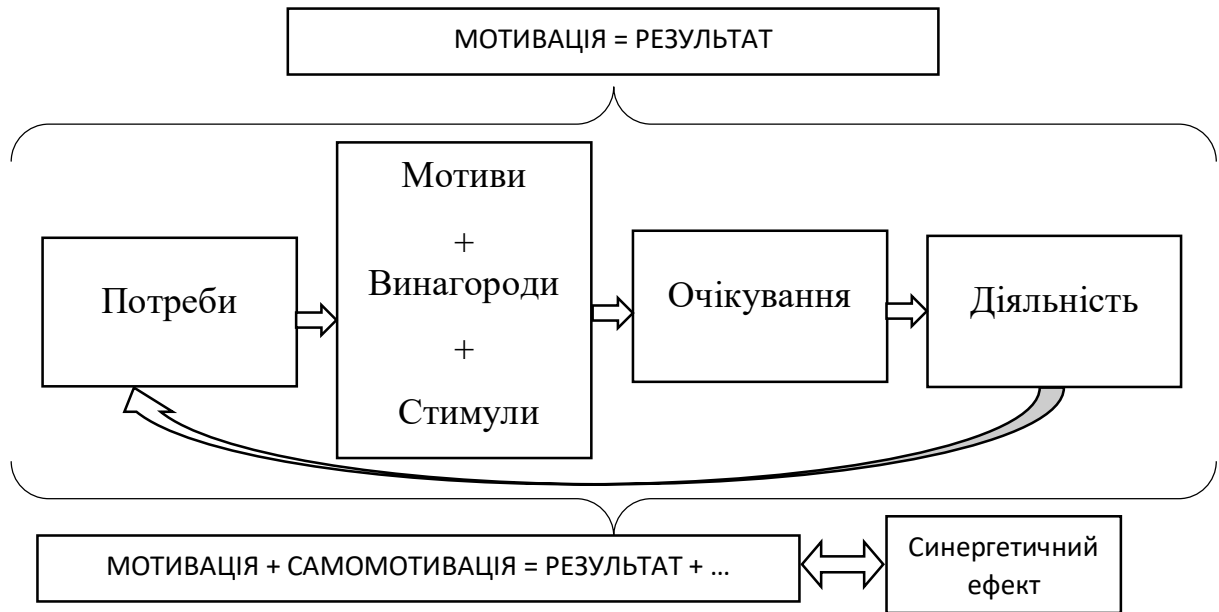 МОТИВАЦІЯ = РЕЗУЛЬТАТ
Потреби
Мотиви
+
Винагороди
+
Стимули
Очікування
Діяльність
МОТИВАЦІЯ + САМОМОТИВАЦІЯ = РЕЗУЛЬТАТ + ...
Синергетичний
ефект